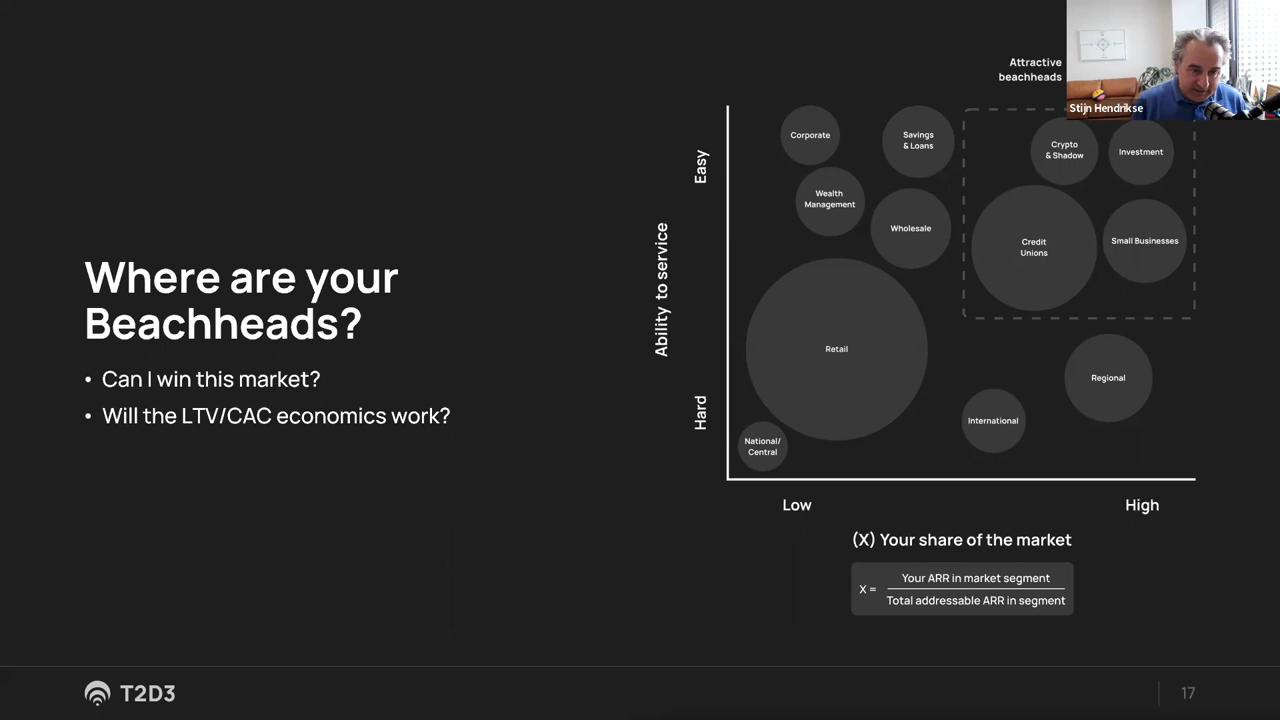 Attractive
beachheads
Stijn Hendrikse
Where are your
Beachheads?
• Can I win this market?
• Will the LTV/CAC economics work?
Ability to service
Easy
Hard
Corporate
Savings
& Loans
Crypto
& Shadow
Investment
Wealth
Management
Wholesale
Credit
Unions
Small Businesses
Retail
Regional
International
National/
Central
Low
High
(X) Your share of the market
X =
Your ARR in market segment
Total addressable ARR in segment
T2D3
17